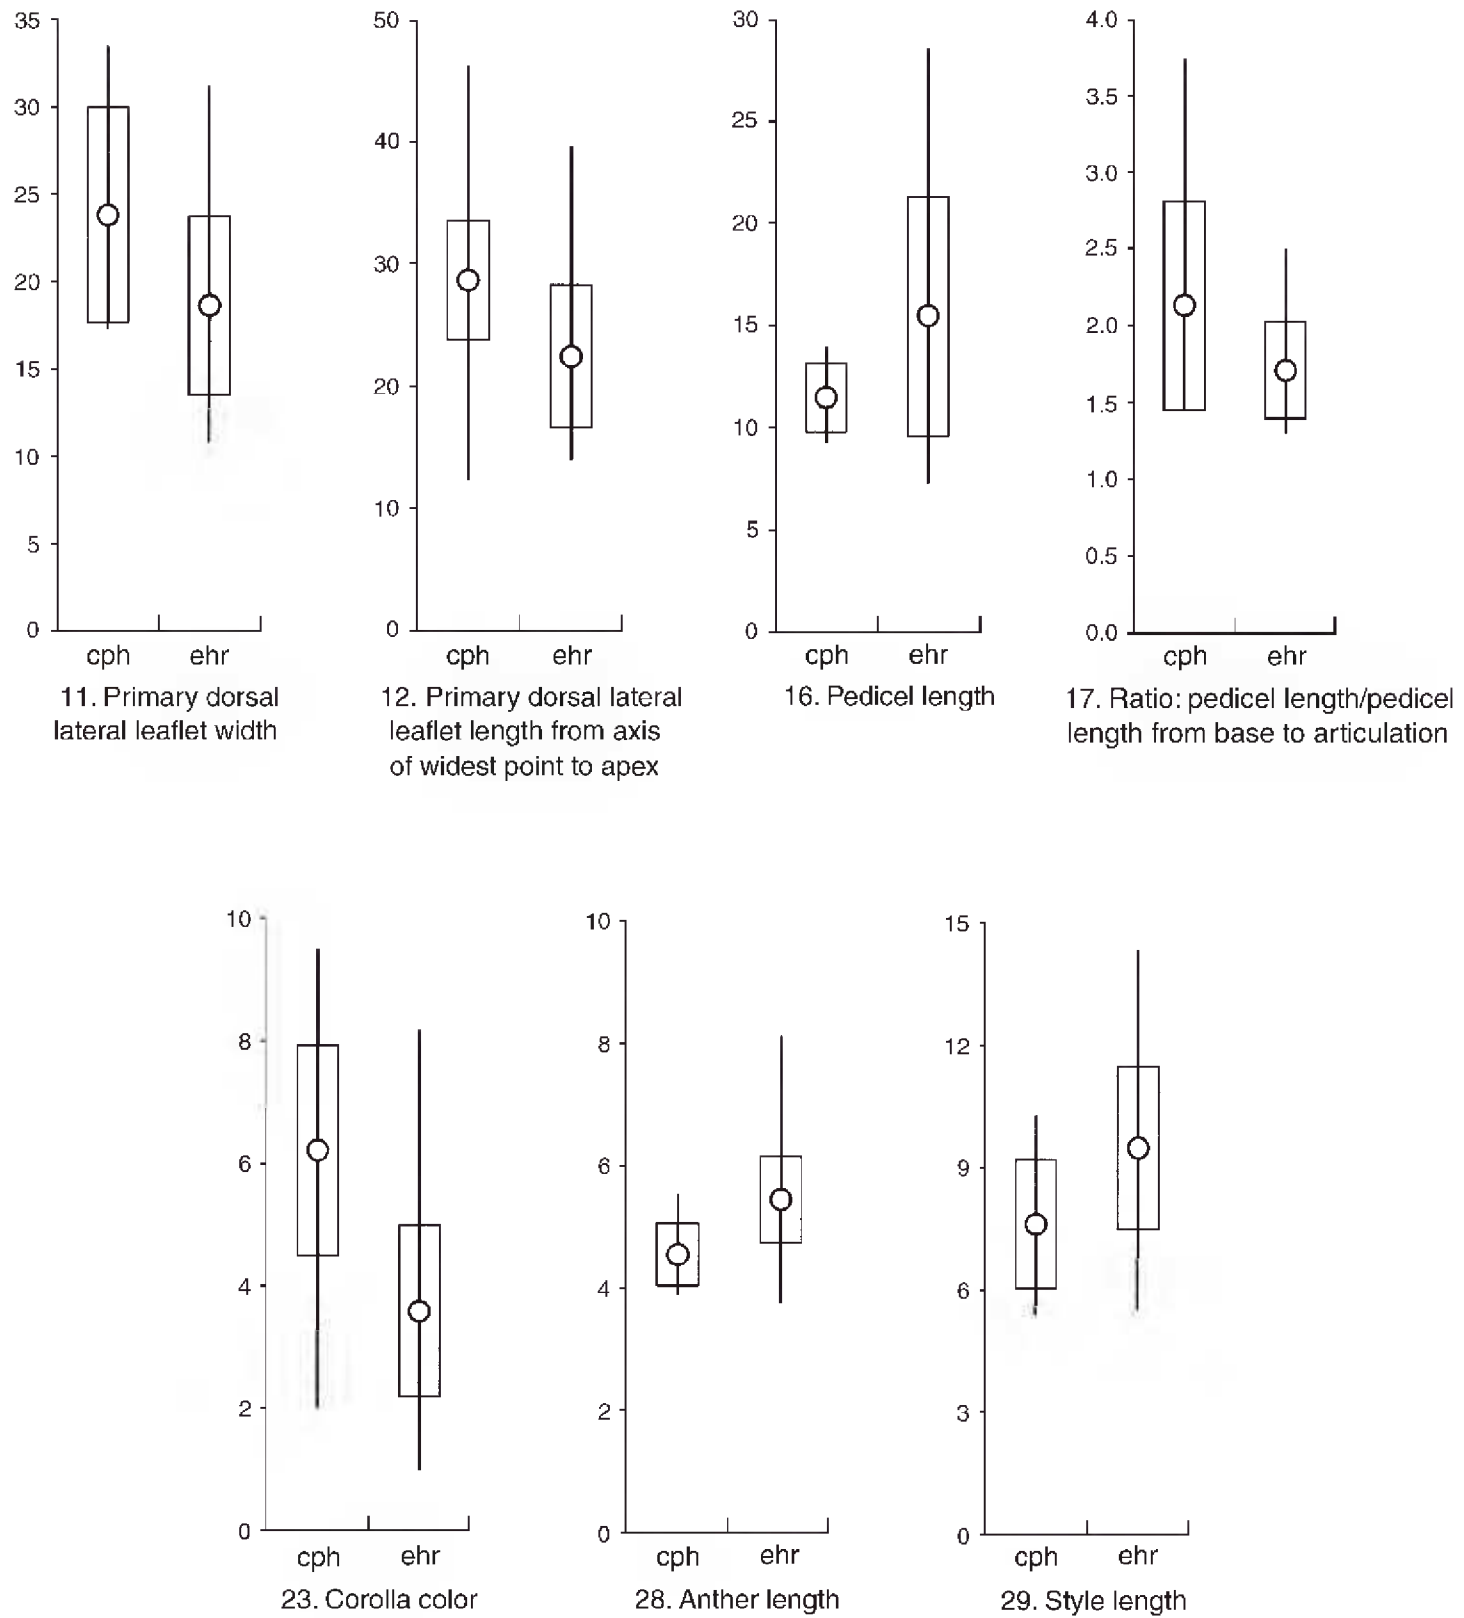 35
30
25
20
15
10
5
0
cph ehr
11. Primary dorsal
lateral leaflet width
50
40
30
20
10
0
cph ehr
12. Primary dorsal lateral
leaflet length from axis
of widest point to apex
30
25
20
15
10
5
0
cph ehr
16. Pedicel length
4.0
3.5
3.0
2.5
2.0
1.5
1.0
0.5
0.0
cph ehr
17. Ratio: pedicel length/pedicel
length from base to articulation
10
8
6
4
2
0
cph ehr
23. Corolla color
10
8
6
4
2
0
cph ehr
28. Anther length
15
12
9
6
3
0
cph ehr
29. Style length